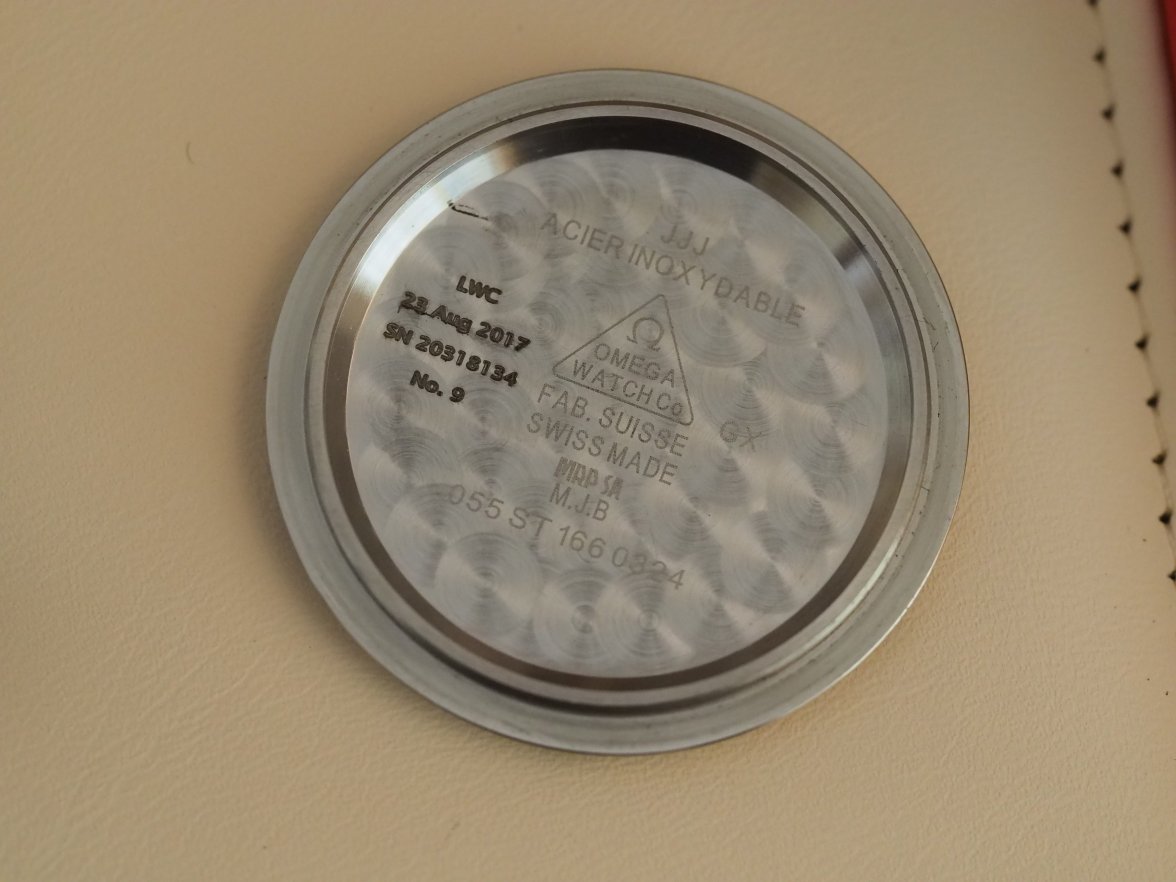 JJJ
ACIER INOXYDABLE
LWC
23 Aug 2017
SN 20318134
No. 9
Ω
OMEGA
WATCH Co
FAB. SUISSE
SWISS MADE
GX
MRP SA
M.J.B
055 ST 166 0324